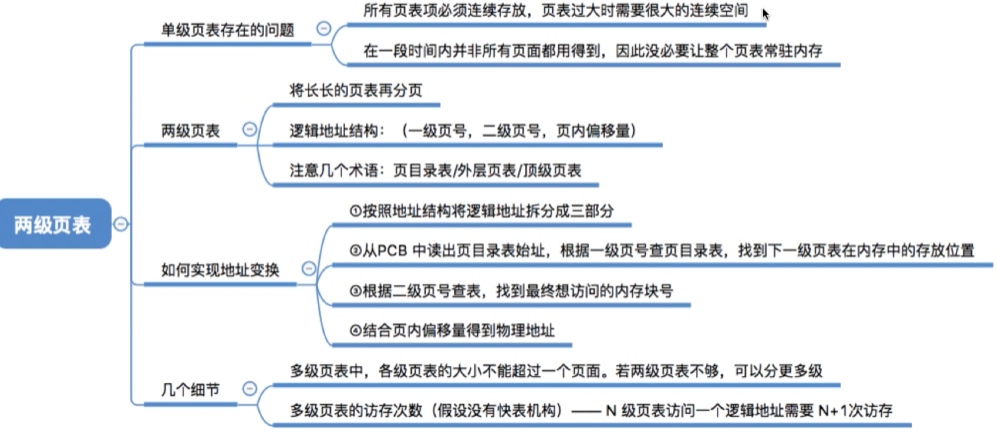 单级页表存在的问题
所有页表项必须连续存放，页表过大时需要很大的连续空间
在一段时间内并非所有页面都用得到，因此没必要让整个页表常驻内存
两级页表
将长长的页表再分页
逻辑地址结构：（一级页号，二级页号，页内偏移量）
注意几个术语：页目录表/外层页表/顶级页表
两级页表
如何实现地址变换
①按照地址结构将逻辑地址拆分成三部分
②从PCB 中读出页目录表始址，根据一级页号查页目录表，找到下一级页表在内存中的存放位置
③根据二级页号查表，找到最终想访问的内存块号
④结合页内偏移量得到物理地址
几个细节
多级页表中，各级页表的大小不能超过一个页面。若两级页表不够，可以分更多级
多级页表的访存次数（假设没有快表机构）—— N 级页表访问一个逻辑地址需要 N+1次访存